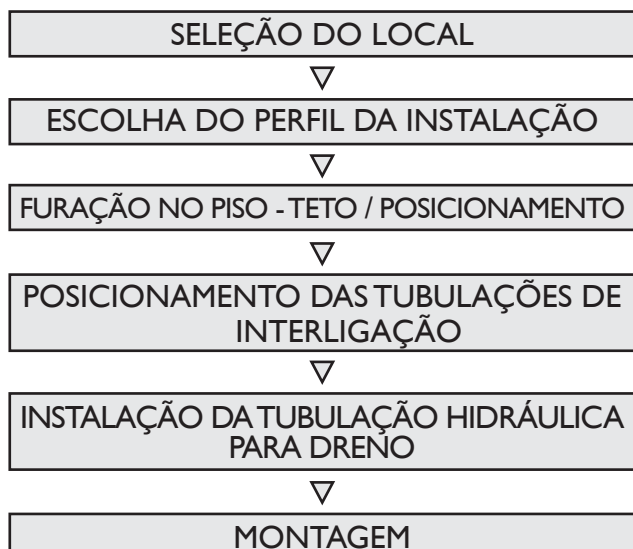 SELEÇÃO DO LOCAL
ESCOLHA DO PERFIL DA INSTALAÇÃO
FURAÇÃO NO PISO - TETO / POSICIONAMENTO
POSICIONAMENTO DAS TUBULAÇÕES DE
INTERLIGAÇÃO
INSTALAÇÃO DA TUBULAÇÃO HIDRÁULICA
PARA DRENO
MONTAGEM